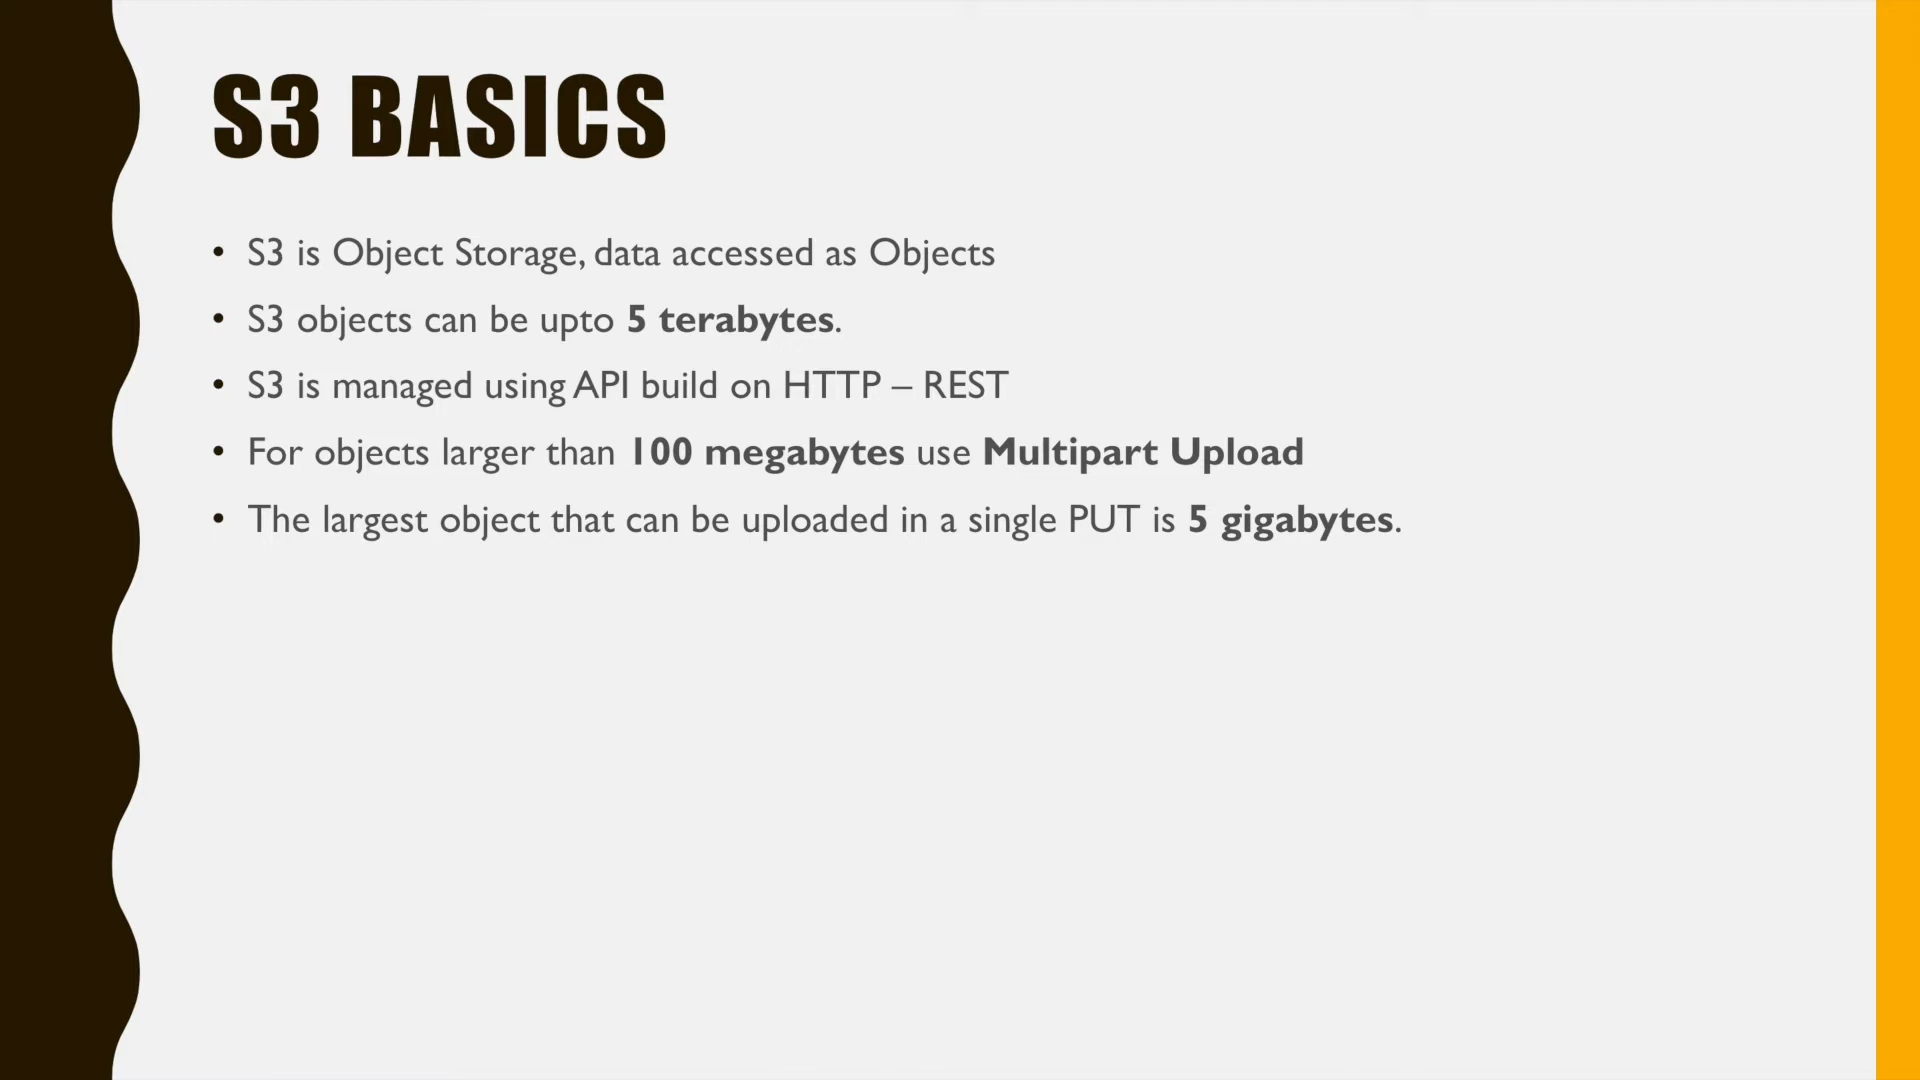 S3 BASICS
• S3 is Object Storage, data accessed as Objects
• S3 objects can be upto 5 terabytes.
• S3 is managed using API build on HTTP – REST
• For objects larger than 100 megabytes use Multipart Upload
• The largest object that can be uploaded in a single PUT is 5 gigabytes.